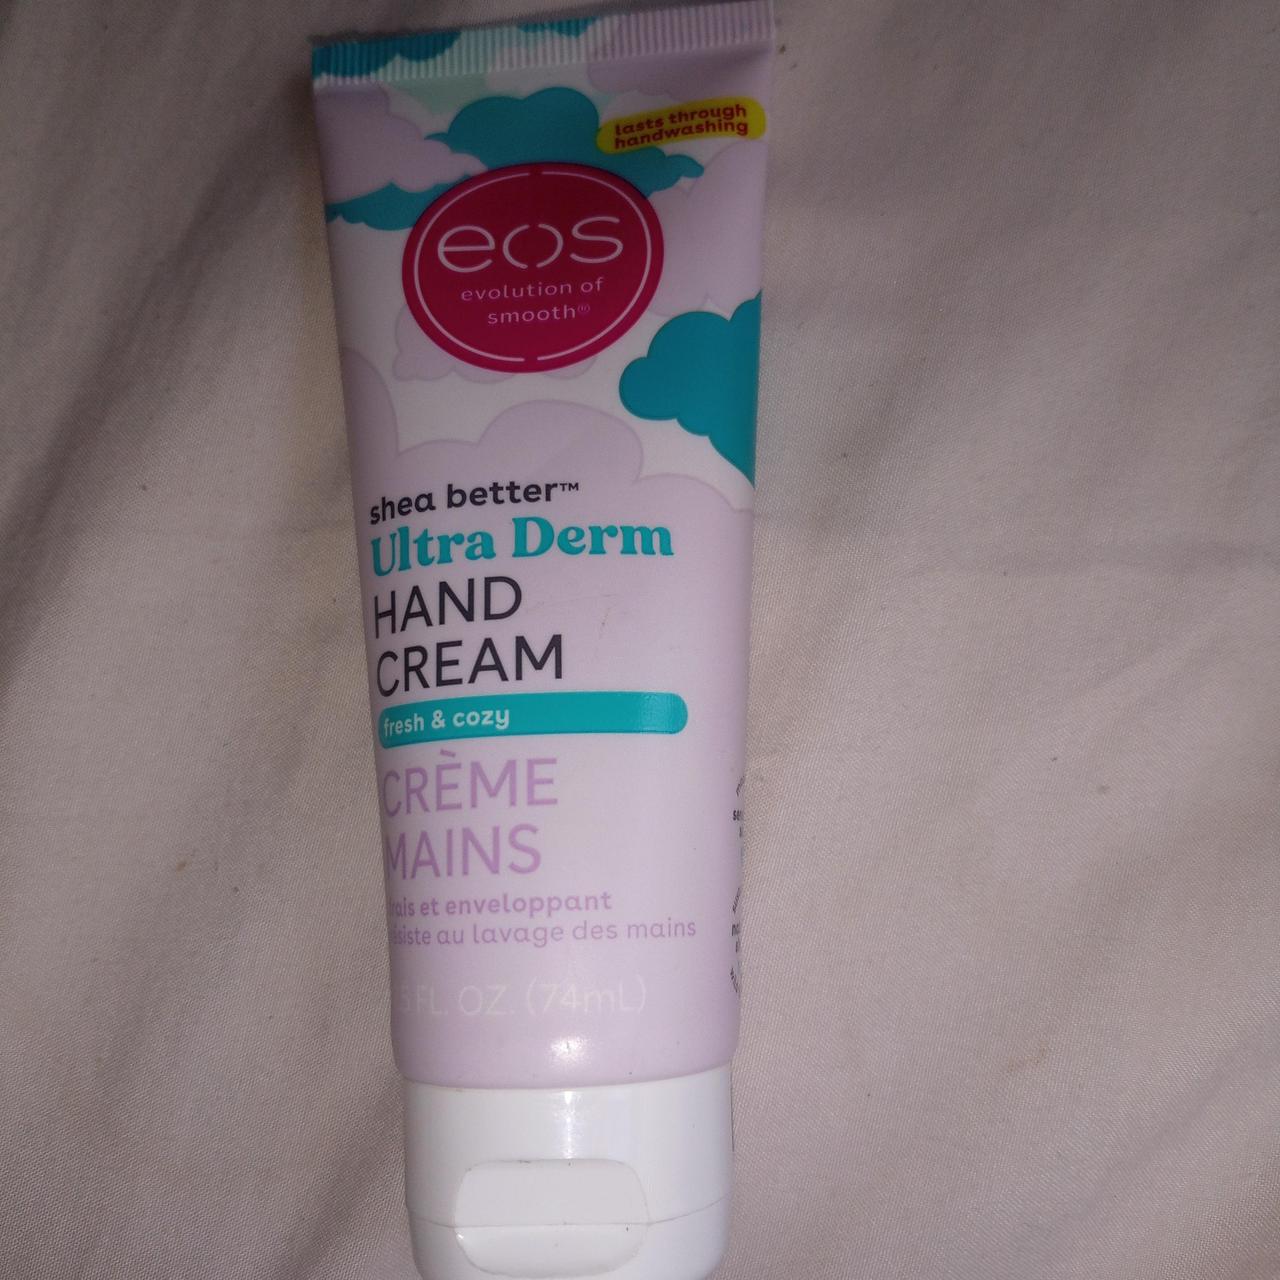 lasts through
handwashing
eos
evolution of
smooth®
shea better™
Ultra Derm
HAND
CREAM
fresh & cozy
CRÈME
MAINS
et enveloppant
au lavage des mains
FL. OZ. (74mL)